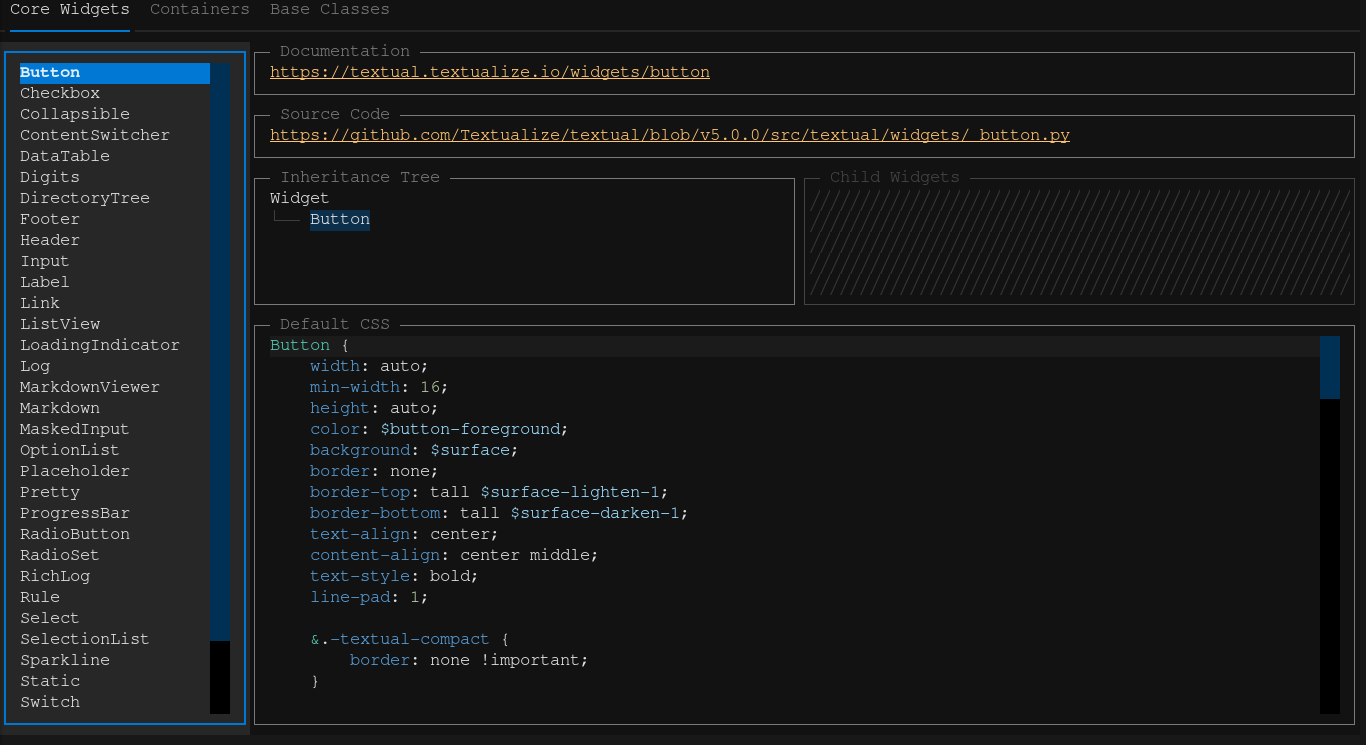 Core Widgets  Containers  Base Classes
Button
Checkbox
Collapsible
ContentSwitcher
DataTable
Digits
DirectoryTree
Footer
Header
Input
Label
Link
ListView
LoadingIndicator
Log
MarkdownViewer
Markdown
MaskedInput
OptionList
Placeholder
Pretty
ProgressBar
RadioButton
RadioSet
RichLog
Rule
Select
SelectionList
Sparkline
Static
Switch
Documentation
https://textual.textualize.io/widgets/button
Source Code
https://github.com/Textualize/textual/blob/v5.0.0/src/textual/widgets/_button.py
Inheritance Tree
Widget
└── Button
Child Widgets
Default CSS
Button {
    width: auto;
    min-width: 16;
    height: auto;
    color: $button-foreground;
    background: $surface;
    border: none;
    border-top: tall $surface-lighten-1;
    border-bottom: tall $surface-darken-1;
    text-align: center;
    content-align: center middle;
    text-style: bold;
    line-pad: 1;
    &.-textual-compact {
        border: none !important;
    }